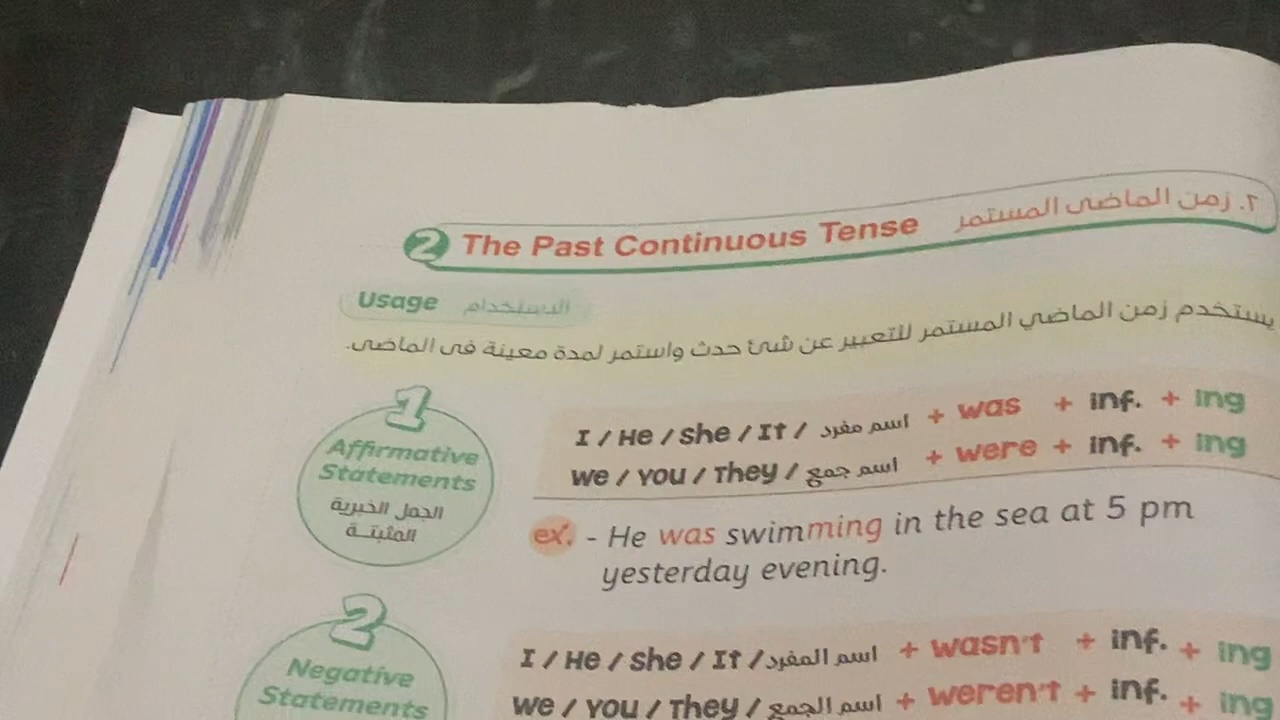 2 The Past Continuous Tense ٢. زمن الماضى المستمر
Usage الاستخدام
يستخدم زمن الماضي المستمر للتعبير عن شئ حدث واستمر لمدة معينة فى الماضى.
1
Affirmative
Statements
الجمل الخبرية
المثبتة
I / He / She / It / اسم مفرد + was + inf. + ing
We / You / They / اسم جمع + were + inf. + ing
ex. - He was swimming in the sea at 5 pm
yesterday evening.
2
Negative
Statements
I / He / She / It / اسم المفرد + wasn't + inf. + ing
We / You / They / اسم الجمع + weren't + inf. + ing